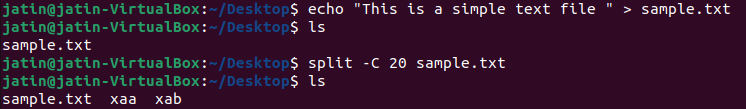 jatin@jatin-VirtualBox:~/Desktop$ echo "This is a simple text file " > sample.txt
jatin@jatin-VirtualBox:~/Desktop$ ls
sample.txt
jatin@jatin-VirtualBox:~/Desktop$ split -C 20 sample.txt
jatin@jatin-VirtualBox:~/Desktop$ ls
sample.txt  xaa  xab